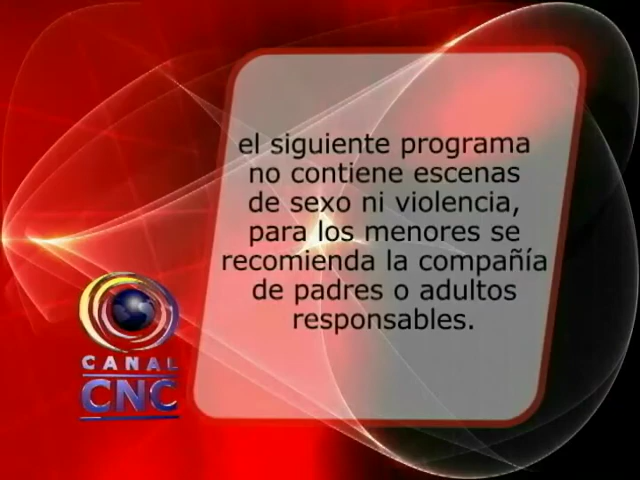 el siguiente programa
no contiene escenas
de sexo ni violencia,
para los menores se
recomienda la compañía
de padres o adultos
responsables.
CANAL
CNC